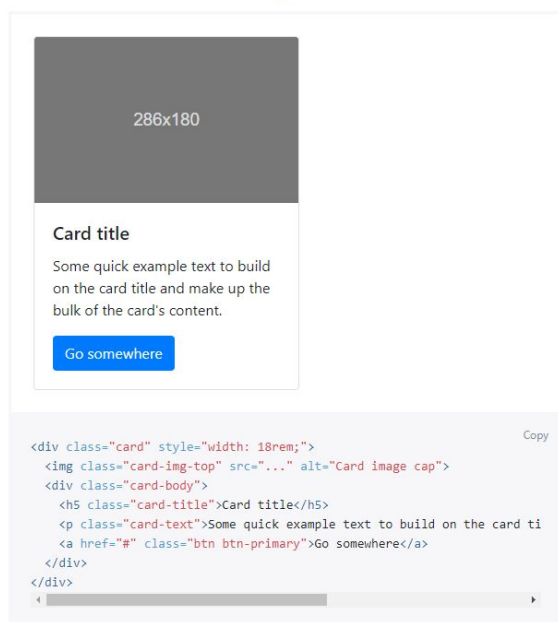 286x180
Card title
Some quick example text to build
on the card title and make up the
bulk of the card's content.
Go somewhere
Copy
<div class="card" style="width: 18rem;">
  <img class="card-img-top" src="..." alt="Card image cap">
  <div class="card-body">
    <h5 class="card-title">Card title</h5>
    <p class="card-text">Some quick example text to build on the card ti
    <a href="#" class="btn btn-primary">Go somewhere</a>
  </div>
</div>